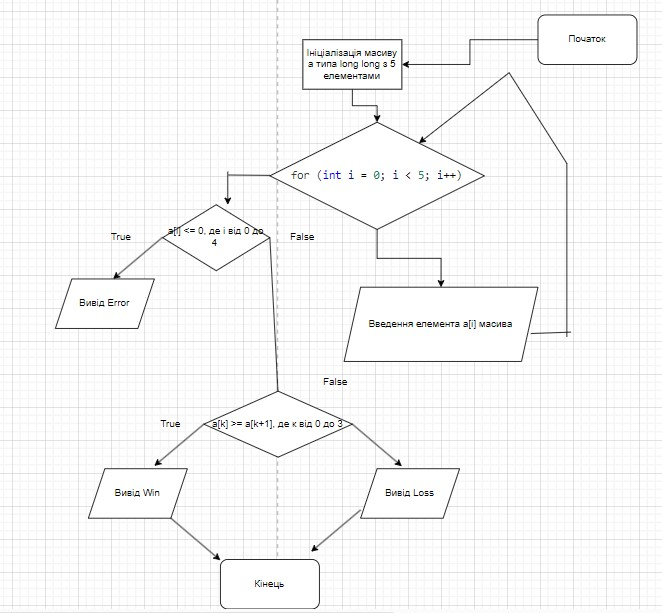 Початок
Ініціалізація масиву
а типа long long з 5
елементами
for (int i = 0; i < 5; i++)
True
a[i] <= 0, де і від 0 до
4
False
Вивід Error
Введення елемента a[i] масива
False
True
a[k] >= a[k+1], де к від 0 до 3
Вивід Win
Вивід Loss
Кінець